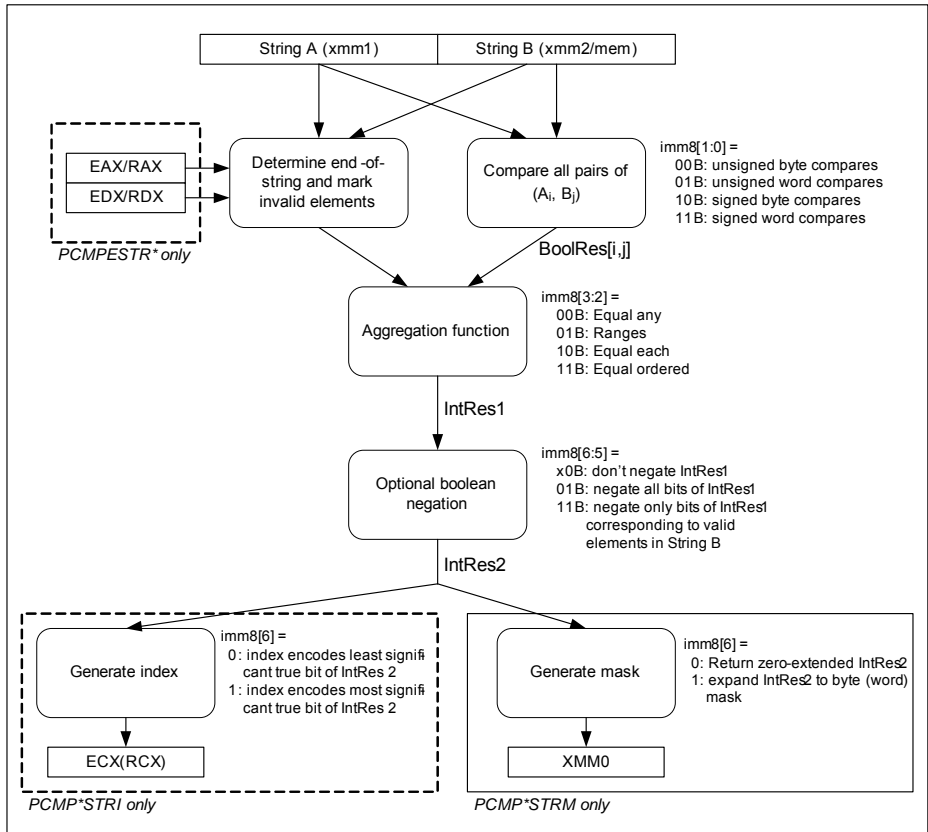 String A (xmm1)
String B (xmm2/mem)
EAX/RAX
EDX/RDX
PCMPESTR* only
Determine end -of-
string and mark
invalid elements
Compare all pairs of
(Ai, Bj)
imm8[1:0] =
00B: unsigned byte compares
01B: unsigned word compares
10B: signed byte compares
11B: signed word compares
BoolRes[i,j]
Aggregation function
imm8[3:2] =
00B: Equal any
01B: Ranges
10B: Equal each
11B: Equal ordered
IntRes1
Optional boolean
negation
imm8[6:5] =
x0B: don't negate IntRes1
01B: negate all bits of IntRes1
11B: negate only bits of IntRes1
corresponding to valid
elements in String B
IntRes2
Generate index
imm8[6] =
0: index encodes least signifi
cant true bit of IntRes 2
1: index encodes most signifi
cant true bit of IntRes 2
ECX(RCX)
PCMP*STRI only
Generate mask
imm8[6] =
0: Return zero-extended IntRes2
1: expand IntRes2 to byte (word)
mask
XMM0
PCMP*STRM only